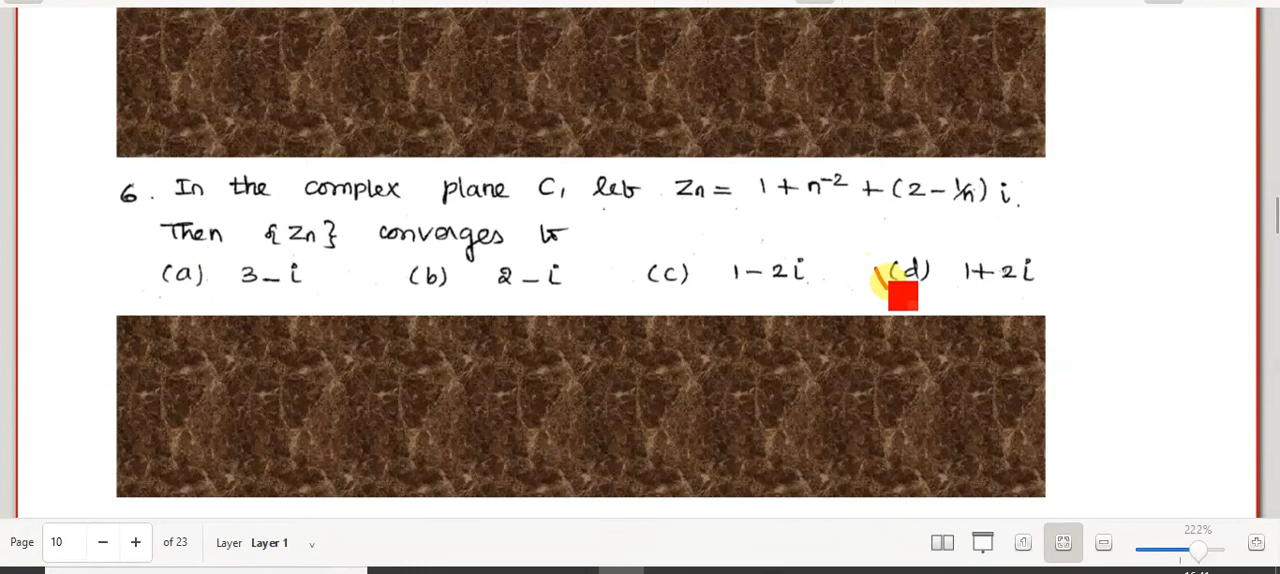 6. In the complex plane C, let Zn = 1 + n⁻² + (2 - 1/n) i.
Then {Zn} converges to
(a) 3 - i (b) 2 - i (c) 1 - 2i (d) 1 + 2i
222%
Page 10 of 23 Layer Layer 1